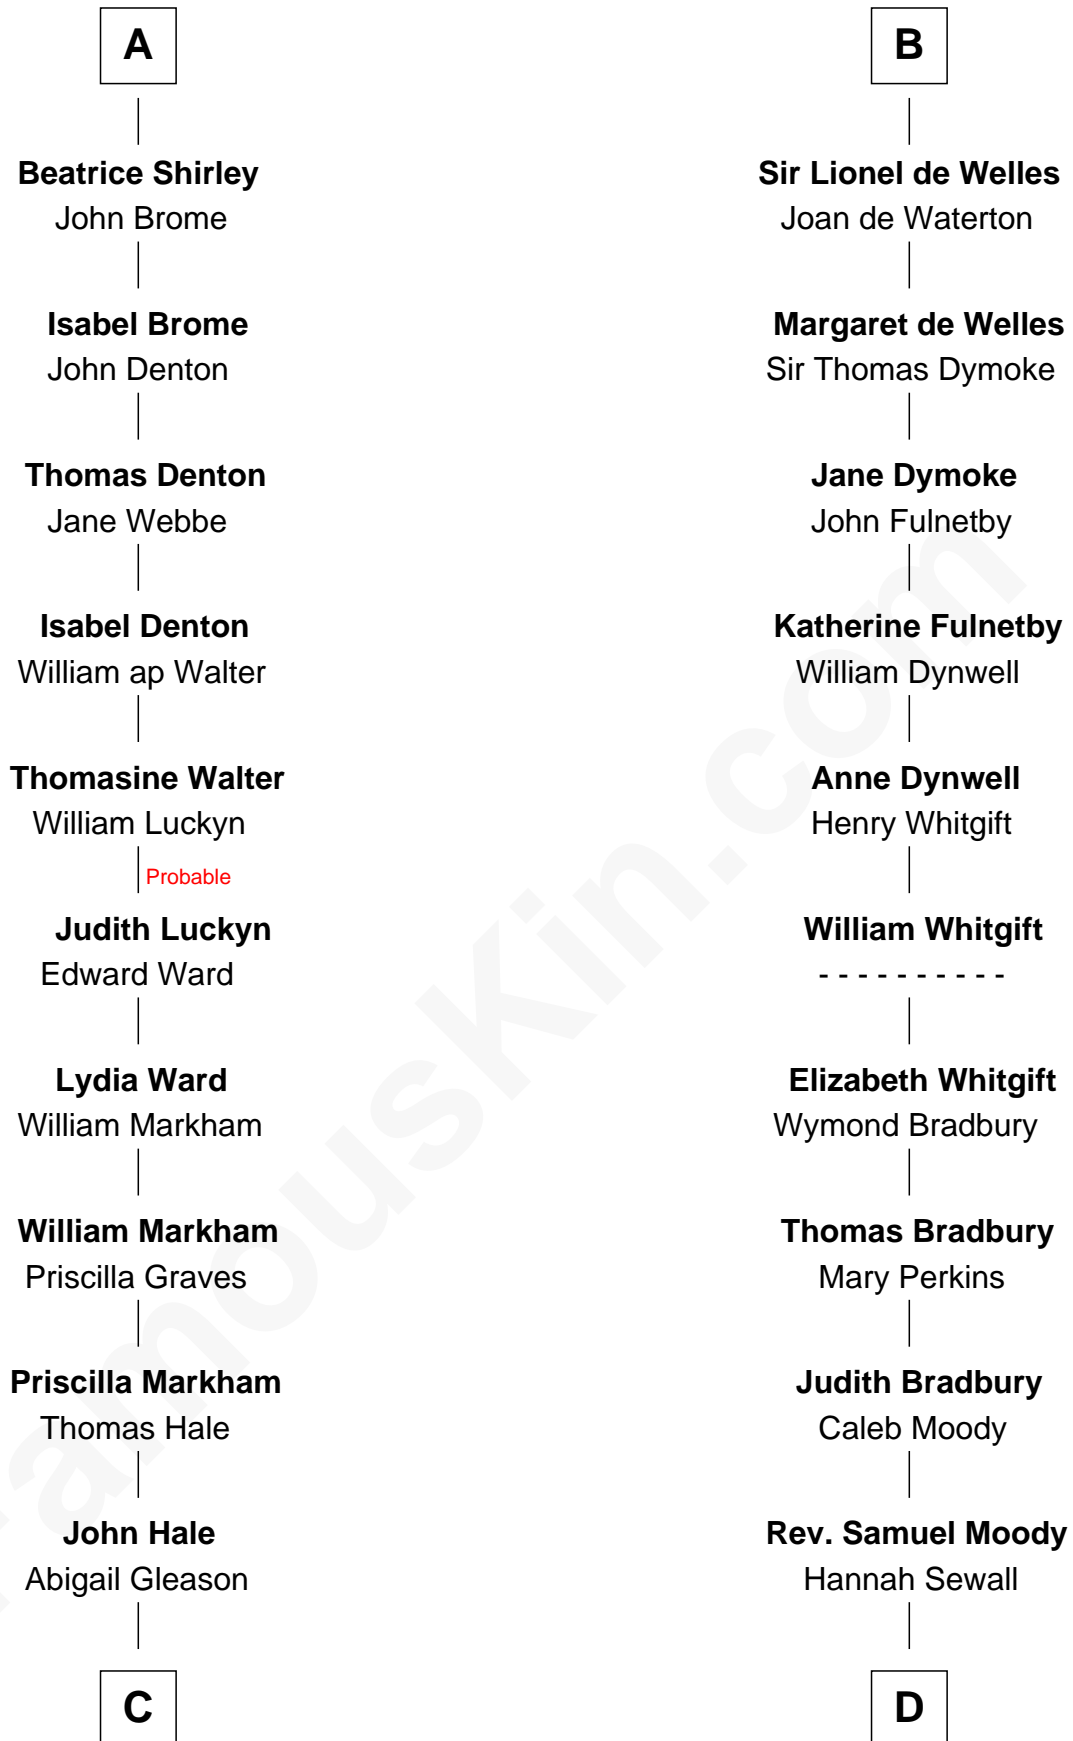 A
Beatrice Shirley
John Brome
Isabel Brome
John Denton
Thomas Denton
Jane Webbe
Isabel Denton
William ap Walter
Thomasine Walter
William Luckyn
Probable
Judith Luckyn
Edward Ward
Lydia Ward
William Markham
William Markham
Priscilla Graves
Priscilla Markham
Thomas Hale
John Hale
Abigail Gleason
C
B
Sir Lionel de Welles
Joan de Waterton
Margaret de Welles
Sir Thomas Dymoke
Jane Dymoke
John Fulnetby
Katherine Fulnetby
William Dynwell
Anne Dynwell
Henry Whitgift
William Whitgift
- - - - - - - - - -
Elizabeth Whitgift
Wymond Bradbury
Thomas Bradbury
Mary Perkins
Judith Bradbury
Caleb Moody
Rev. Samuel Moody
Hannah Sewall
D
FamousKin.com